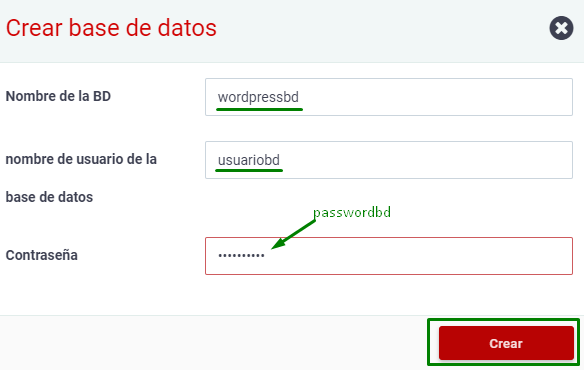 Crear base de datos
Nombre de la BD
wordpressbd
nombre de usuario de la
base de datos
usuariobd
passwordbd
Contraseña
••••••••••
Crear